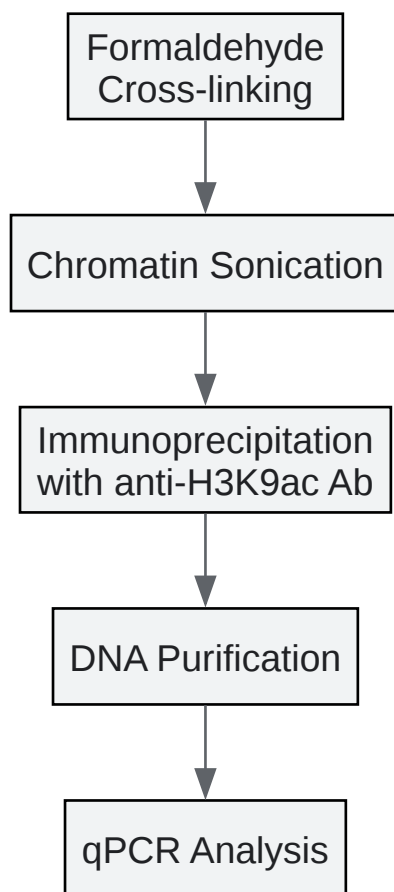 Formaldehyde
Cross-linking
Chromatin Sonication
Immunoprecipitation
with anti-H3K9ac Ab
DNA Purification
qPCR Analysis